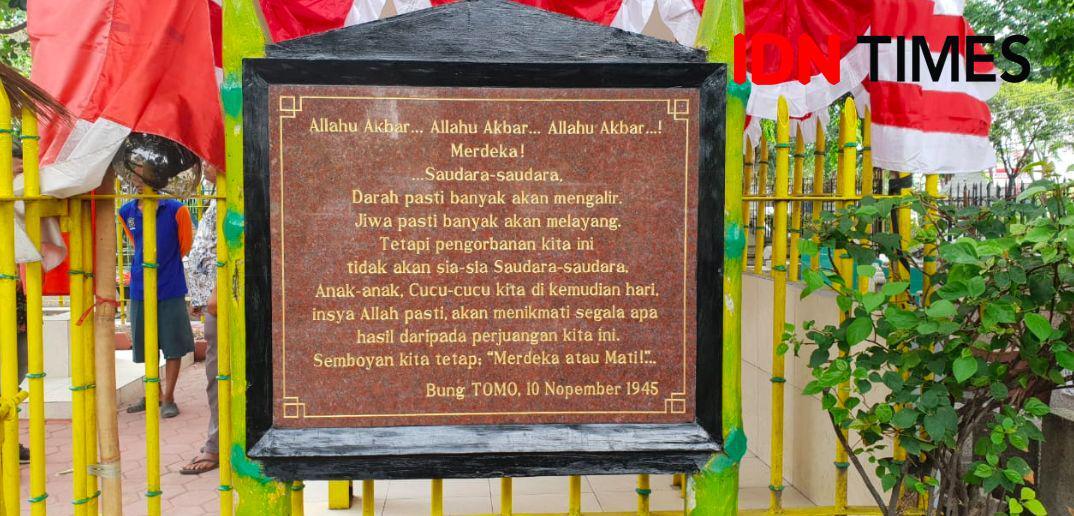 IDN TIMES
Allahu Akbar... Allahu Akbar... Allahu Akbar...!
Merdeka!
...Saudara-saudara,
Darah pasti banyak akan mengalir.
Jiwa pasti banyak akan melayang.
Tetapi pengorbanan kita ini
tidak akan sia-sia Saudara-saudara.
Anak-anak, Cucu-cucu kita di kemudian hari,
insya Allah pasti, akan menikmati segala apa
hasil daripada perjuangan kita ini.
Semboyan kita tetap; "Merdeka atau Mati!"...
Bung TOMO, 10 Nopember 1945